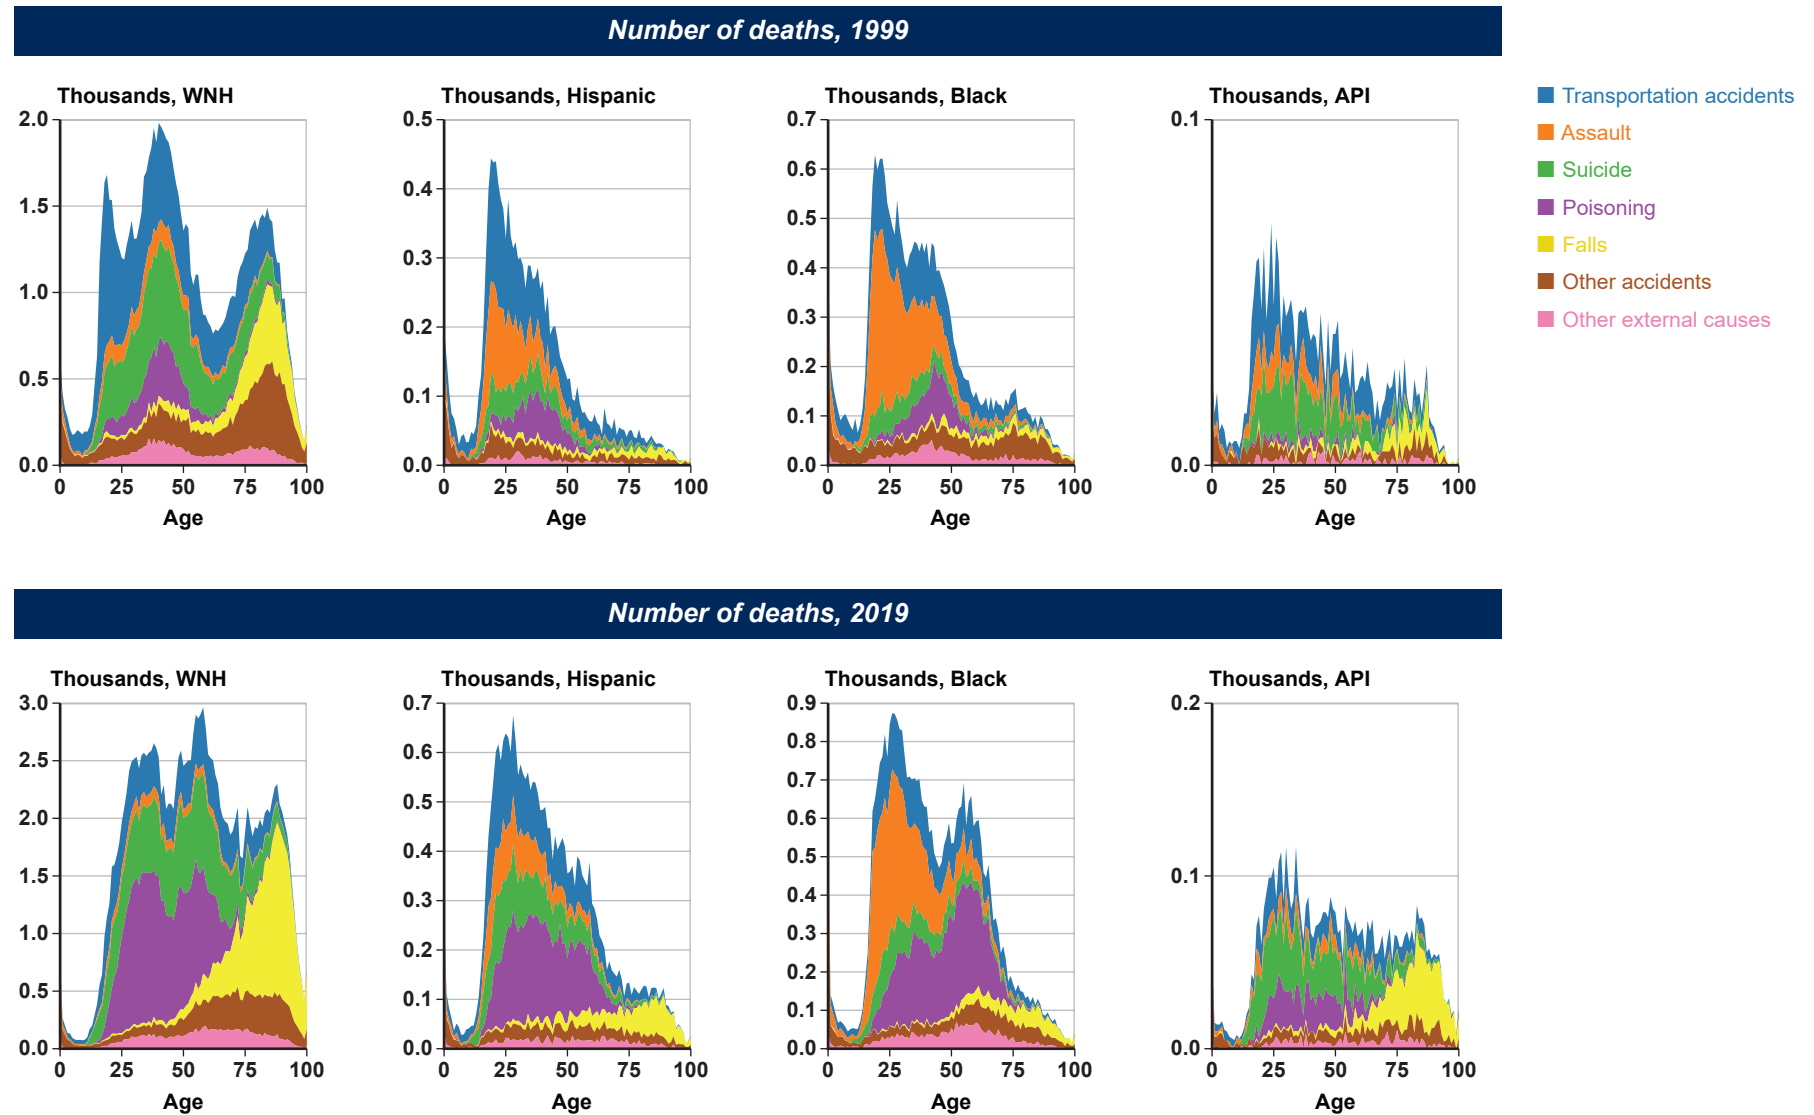 Number of deaths, 1999
Thousands, WNH
2.0
1.5
1.0
0.5
0.0
0 25 50 75 100
Age
Thousands, Hispanic
0.5
0.4
0.3
0.2
0.1
0.0
0 25 50 75 100
Age
Thousands, Black
0.7
0.6
0.5
0.4
0.3
0.2
0.1
0.0
0 25 50 75 100
Age
Thousands, API
0.1
0.0
0 25 50 75 100
Age
Transportation accidents
Assault
Suicide
Poisoning
Falls
Other accidents
Other external causes
Number of deaths, 2019
Thousands, WNH
3.0
2.5
2.0
1.5
1.0
0.5
0.0
0 25 50 75 100
Age
Thousands, Hispanic
0.7
0.6
0.5
0.4
0.3
0.2
0.1
0.0
0 25 50 75 100
Age
Thousands, Black
0.9
0.8
0.7
0.6
0.5
0.4
0.3
0.2
0.1
0.0
0 25 50 75 100
Age
Thousands, API
0.2
0.1
0.0
0 25 50 75 100
Age